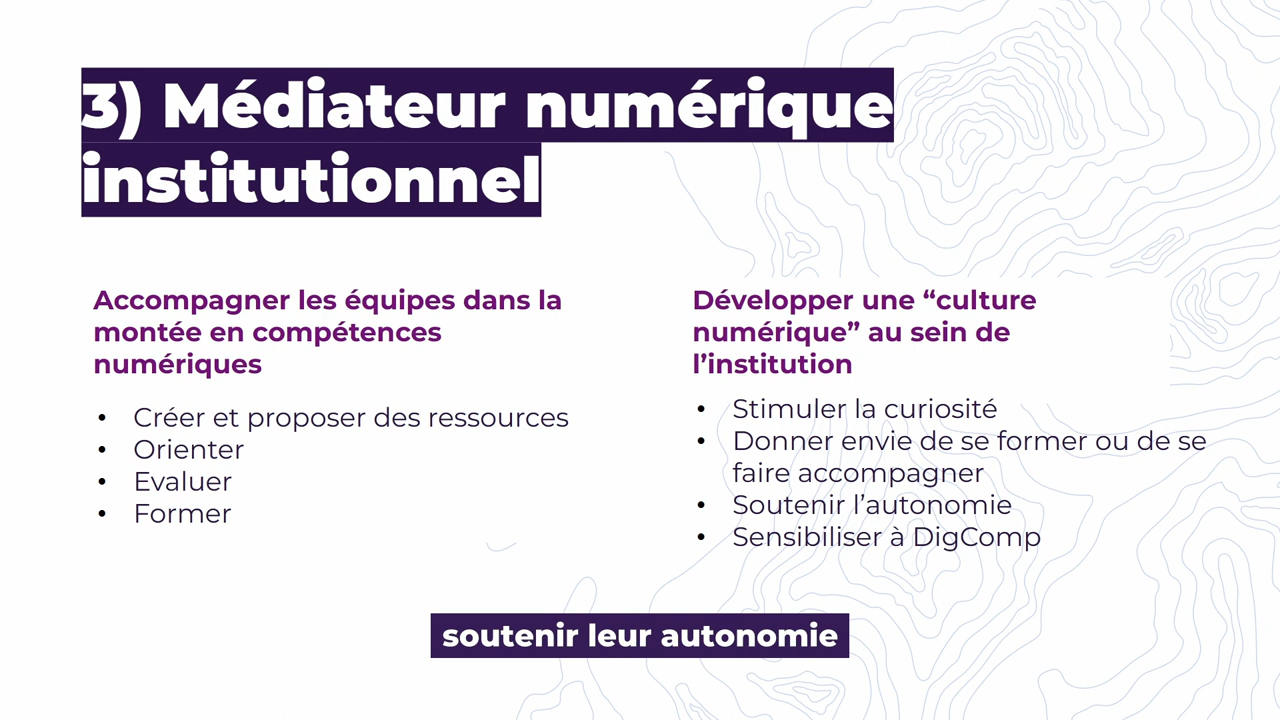 3) Médiateur numérique
institutionnel
Accompagner les équipes dans la
montée en compétences
numériques
• Créer et proposer des ressources
• Orienter
• Evaluer
• Former
Développer une “culture
numérique” au sein de
l’institution
• Stimuler la curiosité
• Donner envie de se former ou de se
faire accompagner
• Soutenir l’autonomie
• Sensibiliser à DigComp
soutenir leur autonomie